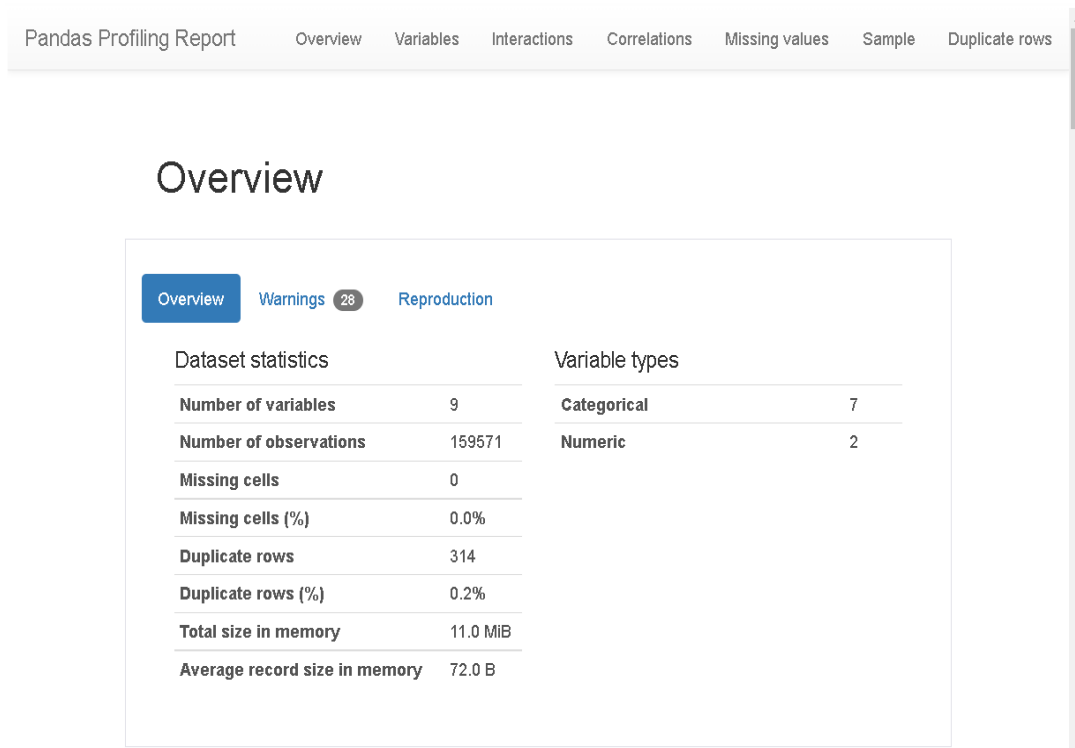 Pandas Profiling Report Overview Variables Interactions Correlations Missing values Sample Duplicate rows
Overview
Overview Warnings 28 Reproduction
Dataset statistics
Number of variables 9
Number of observations 159571
Missing cells 0
Missing cells (%) 0.0%
Duplicate rows 314
Duplicate rows (%) 0.2%
Total size in memory 11.0 MiB
Average record size in memory 72.0 B
Variable types
Categorical 7
Numeric 2